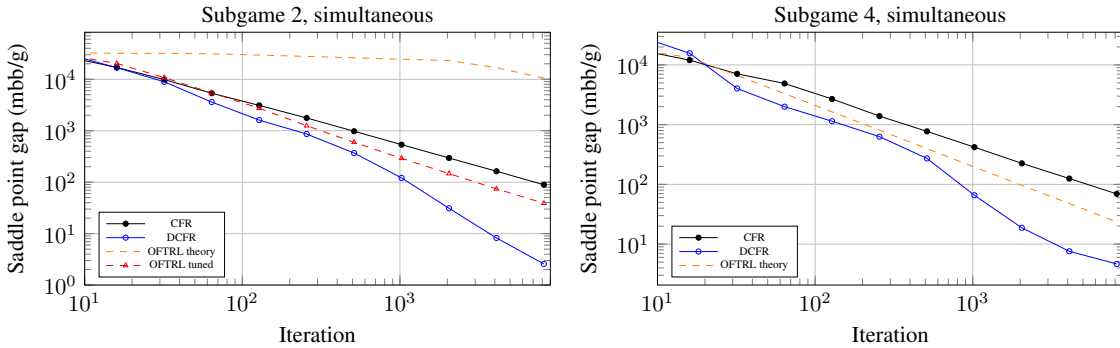 Subgame 2, simultaneous
Saddle point gap (mbb/g)
10^4
10^3
10^2
10^1
10^0
CFR
DCFR
OFTRL theory
OFTRL tuned
10^1 10^2 10^3
Iteration
Subgame 4, simultaneous
Saddle point gap (mbb/g)
10^4
10^3
10^2
10^1
CFR
DCFR
OFTRL theory
10^1 10^2 10^3
Iteration